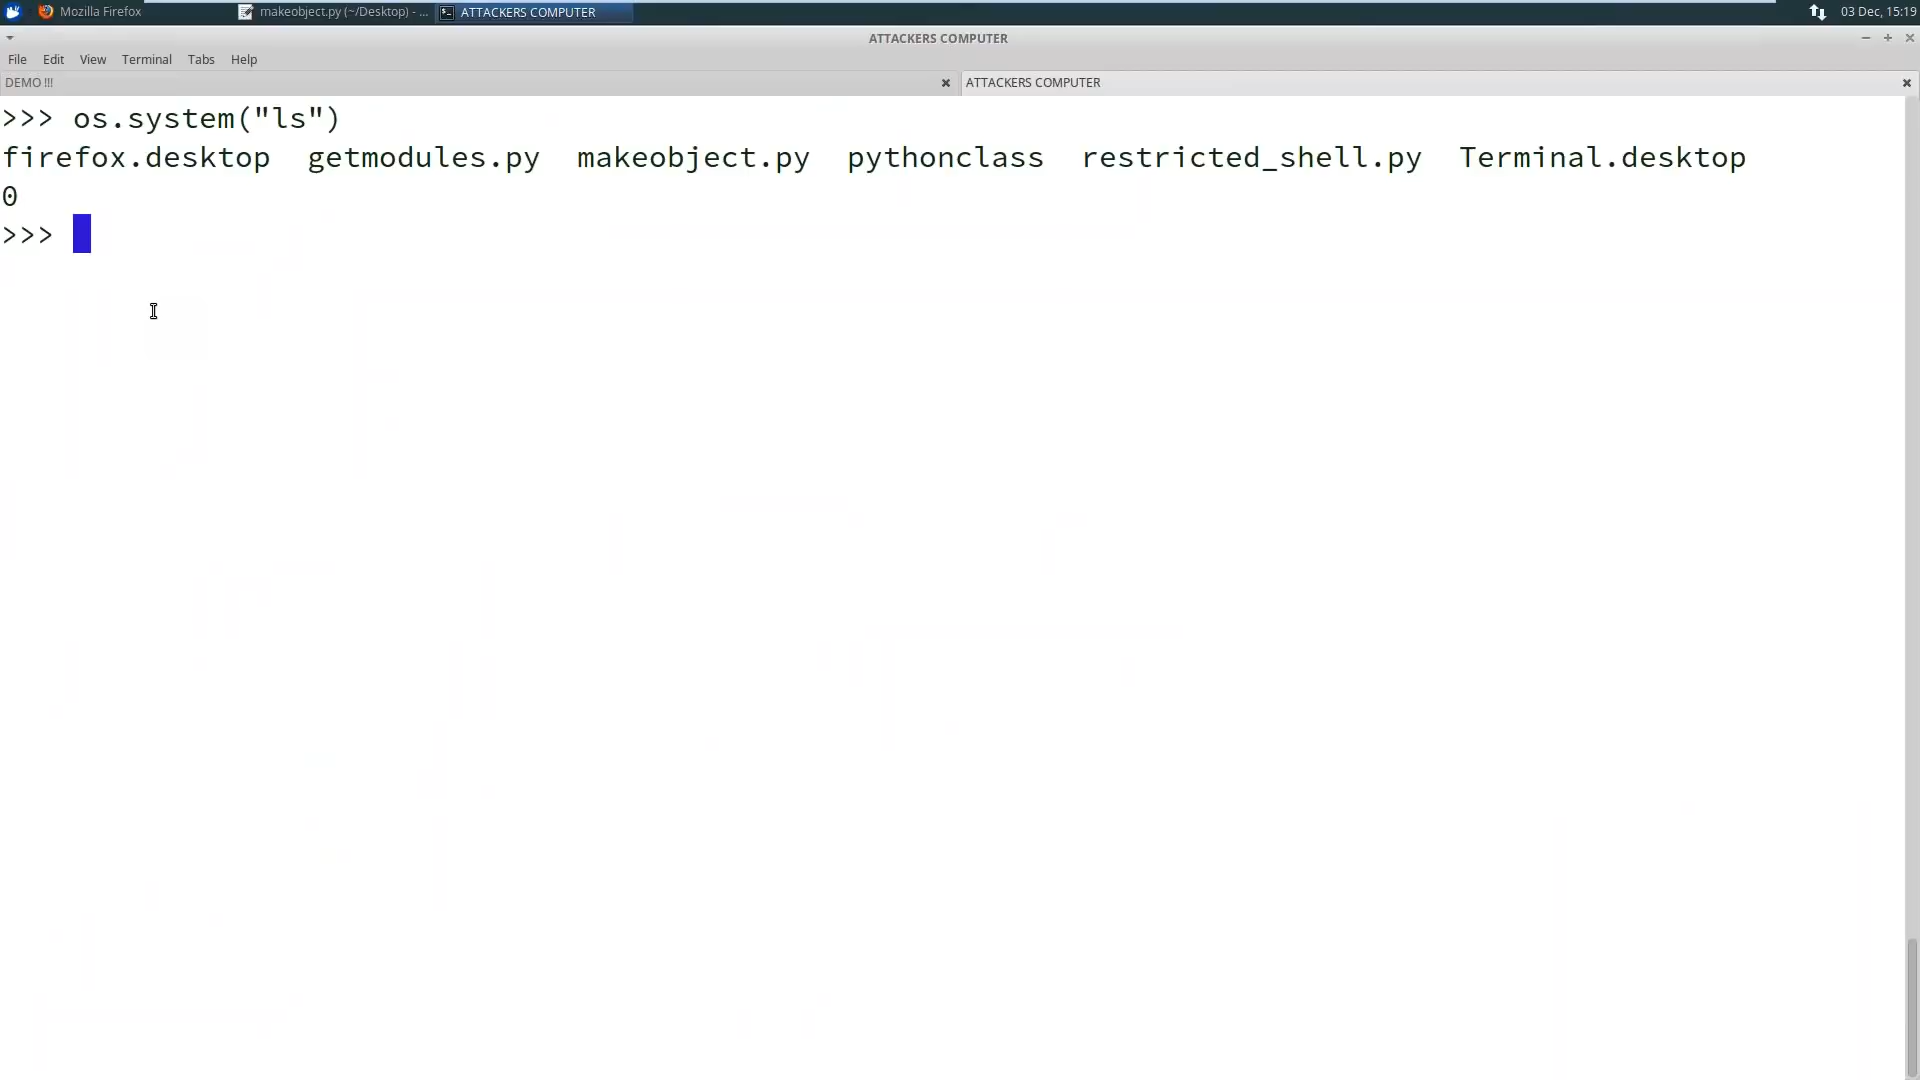 Mozilla Firefox
makeobject.py (~/Desktop) - ...
ATTACKERS COMPUTER
03 Dec, 15:19
ATTACKERS COMPUTER
File Edit View Terminal Tabs Help
DEMO !!!
ATTACKERS COMPUTER
>>> os.system("ls")
firefox.desktop  getmodules.py  makeobject.py  pythonclass  restricted_shell.py  Terminal.desktop
0
>>>